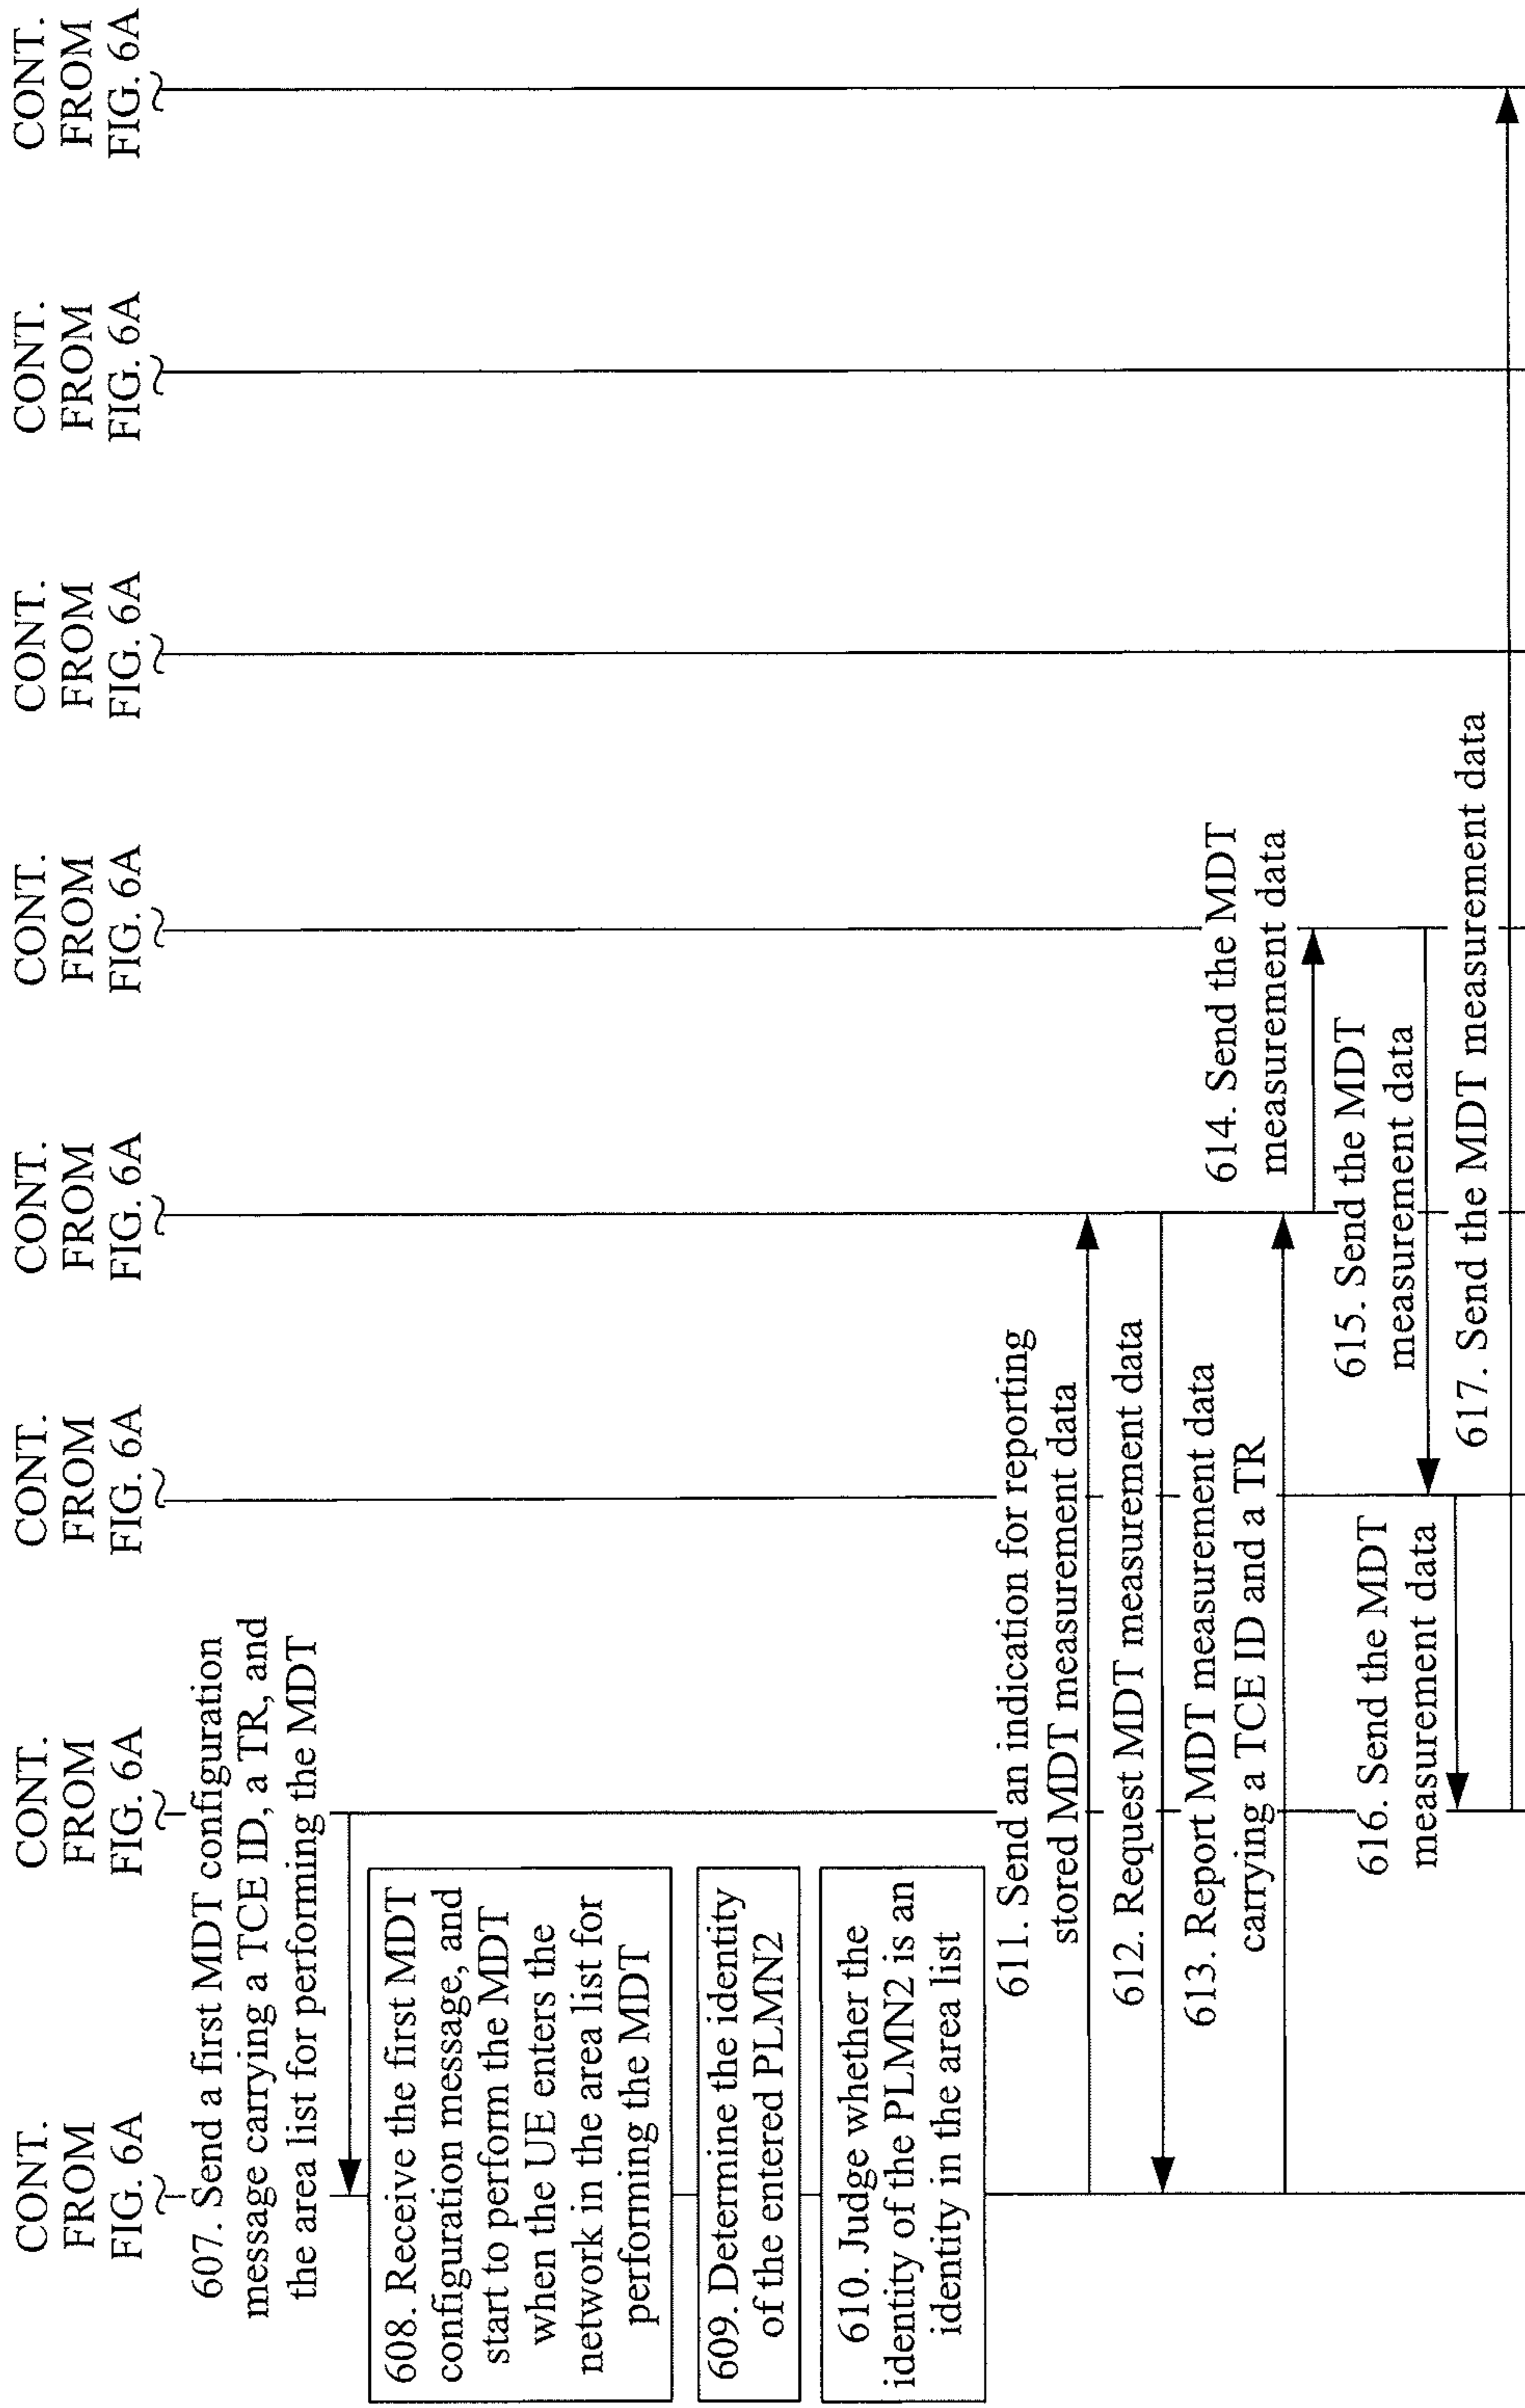 CONT.
FROM
FIG. 6A
CONT.
FROM
FIG. 6A
CONT.
FROM
FIG. 6A
CONT.
FROM
FIG. 6A
CONT.
FROM
FIG. 6A
CONT.
FROM
FIG. 6A
CONT.
FROM
FIG. 6A
CONT.
FROM
FIG. 6A
607. Send a first MDT configuration
message carrying a TCE ID, a TR, and
the area list for performing the MDT
608. Receive the first MDT
configuration message, and
start to perform the MDT
when the UE enters the
network in the area list for
performing the MDT
609. Determine the identity
of the entered PLMN2
610. Judge whether the
identity of the PLMN2 is an
identity in the area list
611. Send an indication for reporting
stored MDT measurement data
612. Request MDT measurement data
613. Report MDT measurement data
carrying a TCE ID and a TR
614. Send the MDT
measurement data
615. Send the MDT
measurement data
616. Send the MDT
measurement data
617. Send the MDT measurement data